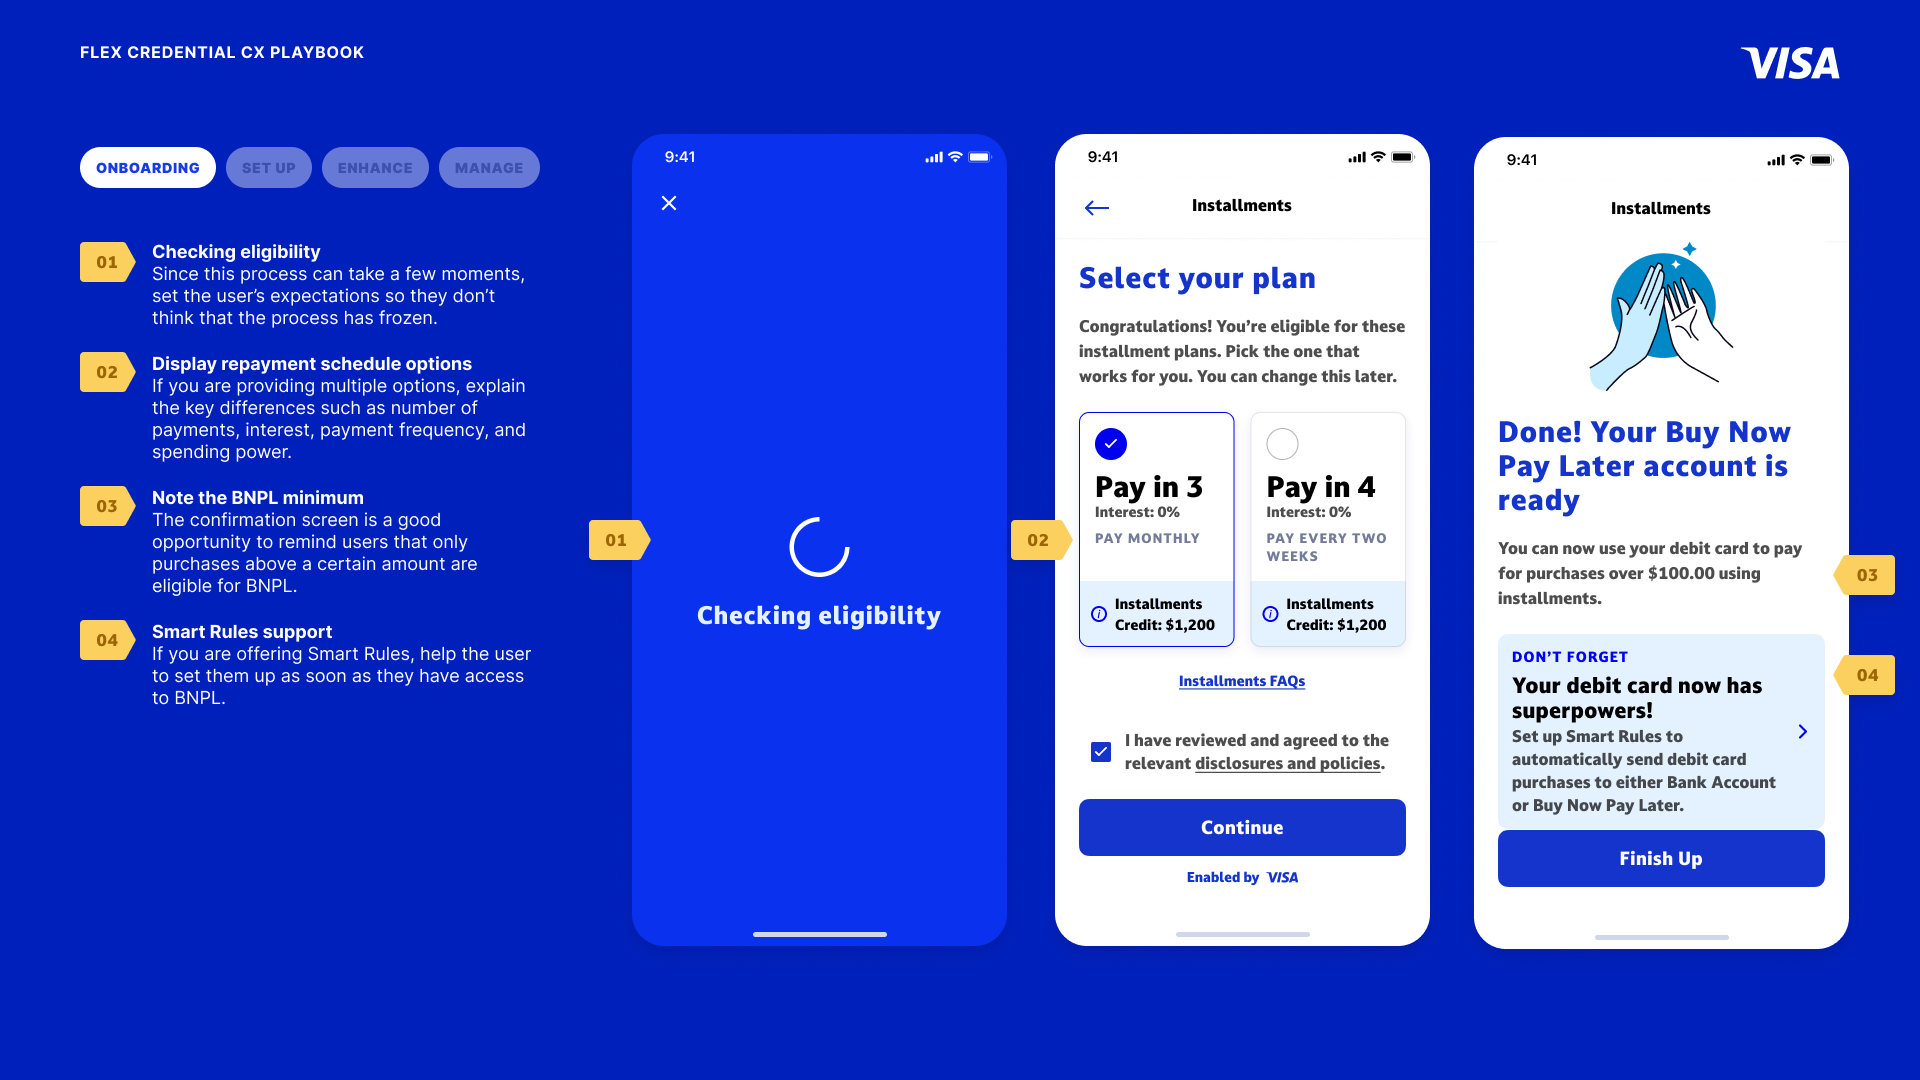 FLEX CREDENTIAL CX PLAYBOOK
VISA
ONBOARDING
SET UP
ENHANCE
MANAGE
01
Checking eligibility
Since this process can take a few moments,
set the user’s expectations so they don’t
think that the process has frozen.
02
Display repayment schedule options
If you are providing multiple options, explain
the key differences such as number of
payments, interest, payment frequency, and
spending power.
03
Note the BNPL minimum
The confirmation screen is a good
opportunity to remind users that only
purchases above a certain amount are
eligible for BNPL.
04
Smart Rules support
If you are offering Smart Rules, help the user
to set them up as soon as they have access
to BNPL.
9:41
01
Checking eligibility
9:41
Installments
Select your plan
Congratulations! You’re eligible for these
installment plans. Pick the one that
works for you. You can change this later.
02
Pay in 3
Interest: 0%
PAY MONTHLY
Installments
Credit: $1,200
Pay in 4
Interest: 0%
PAY EVERY TWO
WEEKS
Installments
Credit: $1,200
Installments FAQs
I have reviewed and agreed to the
relevant disclosures and policies.
Continue
Enabled by VISA
9:41
Installments
Done! Your Buy Now
Pay Later account is
ready
You can now use your debit card to pay
for purchases over $100.00 using
installments.
03
DON’T FORGET
Your debit card now has
superpowers!
Set up Smart Rules to
automatically send debit card
purchases to either Bank Account
or Buy Now Pay Later.
04
Finish Up